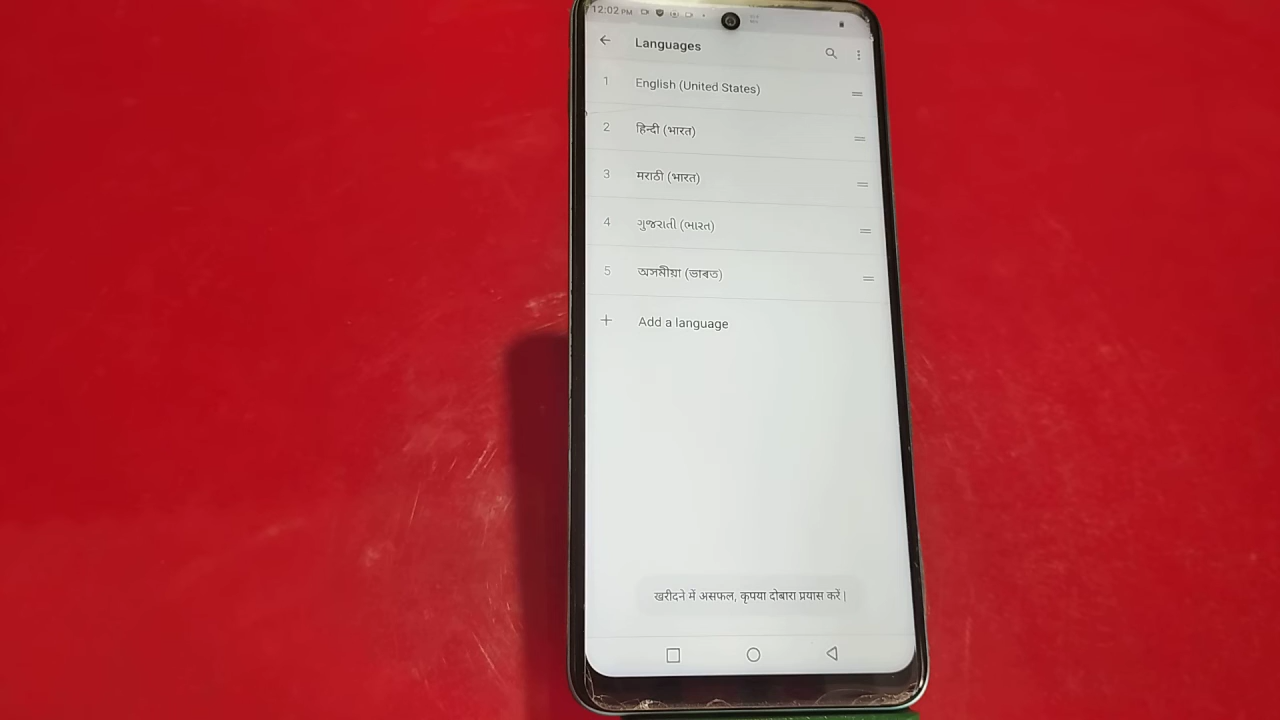 12:02 PM
Languages
1 English (United States)
2 हिन्दी (भारत)
3 मराठी (भारत)
4 ગુજરાતી (ભારત)
5 অসমীয়া (ভাৰত)
+ Add a language
खरीदने में असफल, कृपया दोबारा प्रयास करें |